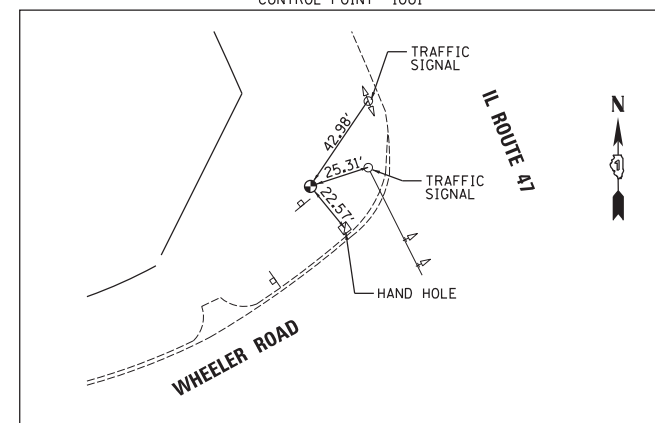 CONTROL POINT 1001
TRAFFIC
SIGNAL
IL ROUTE 47
N
42.98'
25.31'
TRAFFIC
SIGNAL
22.57'
HAND HOLE
WHEELER ROAD